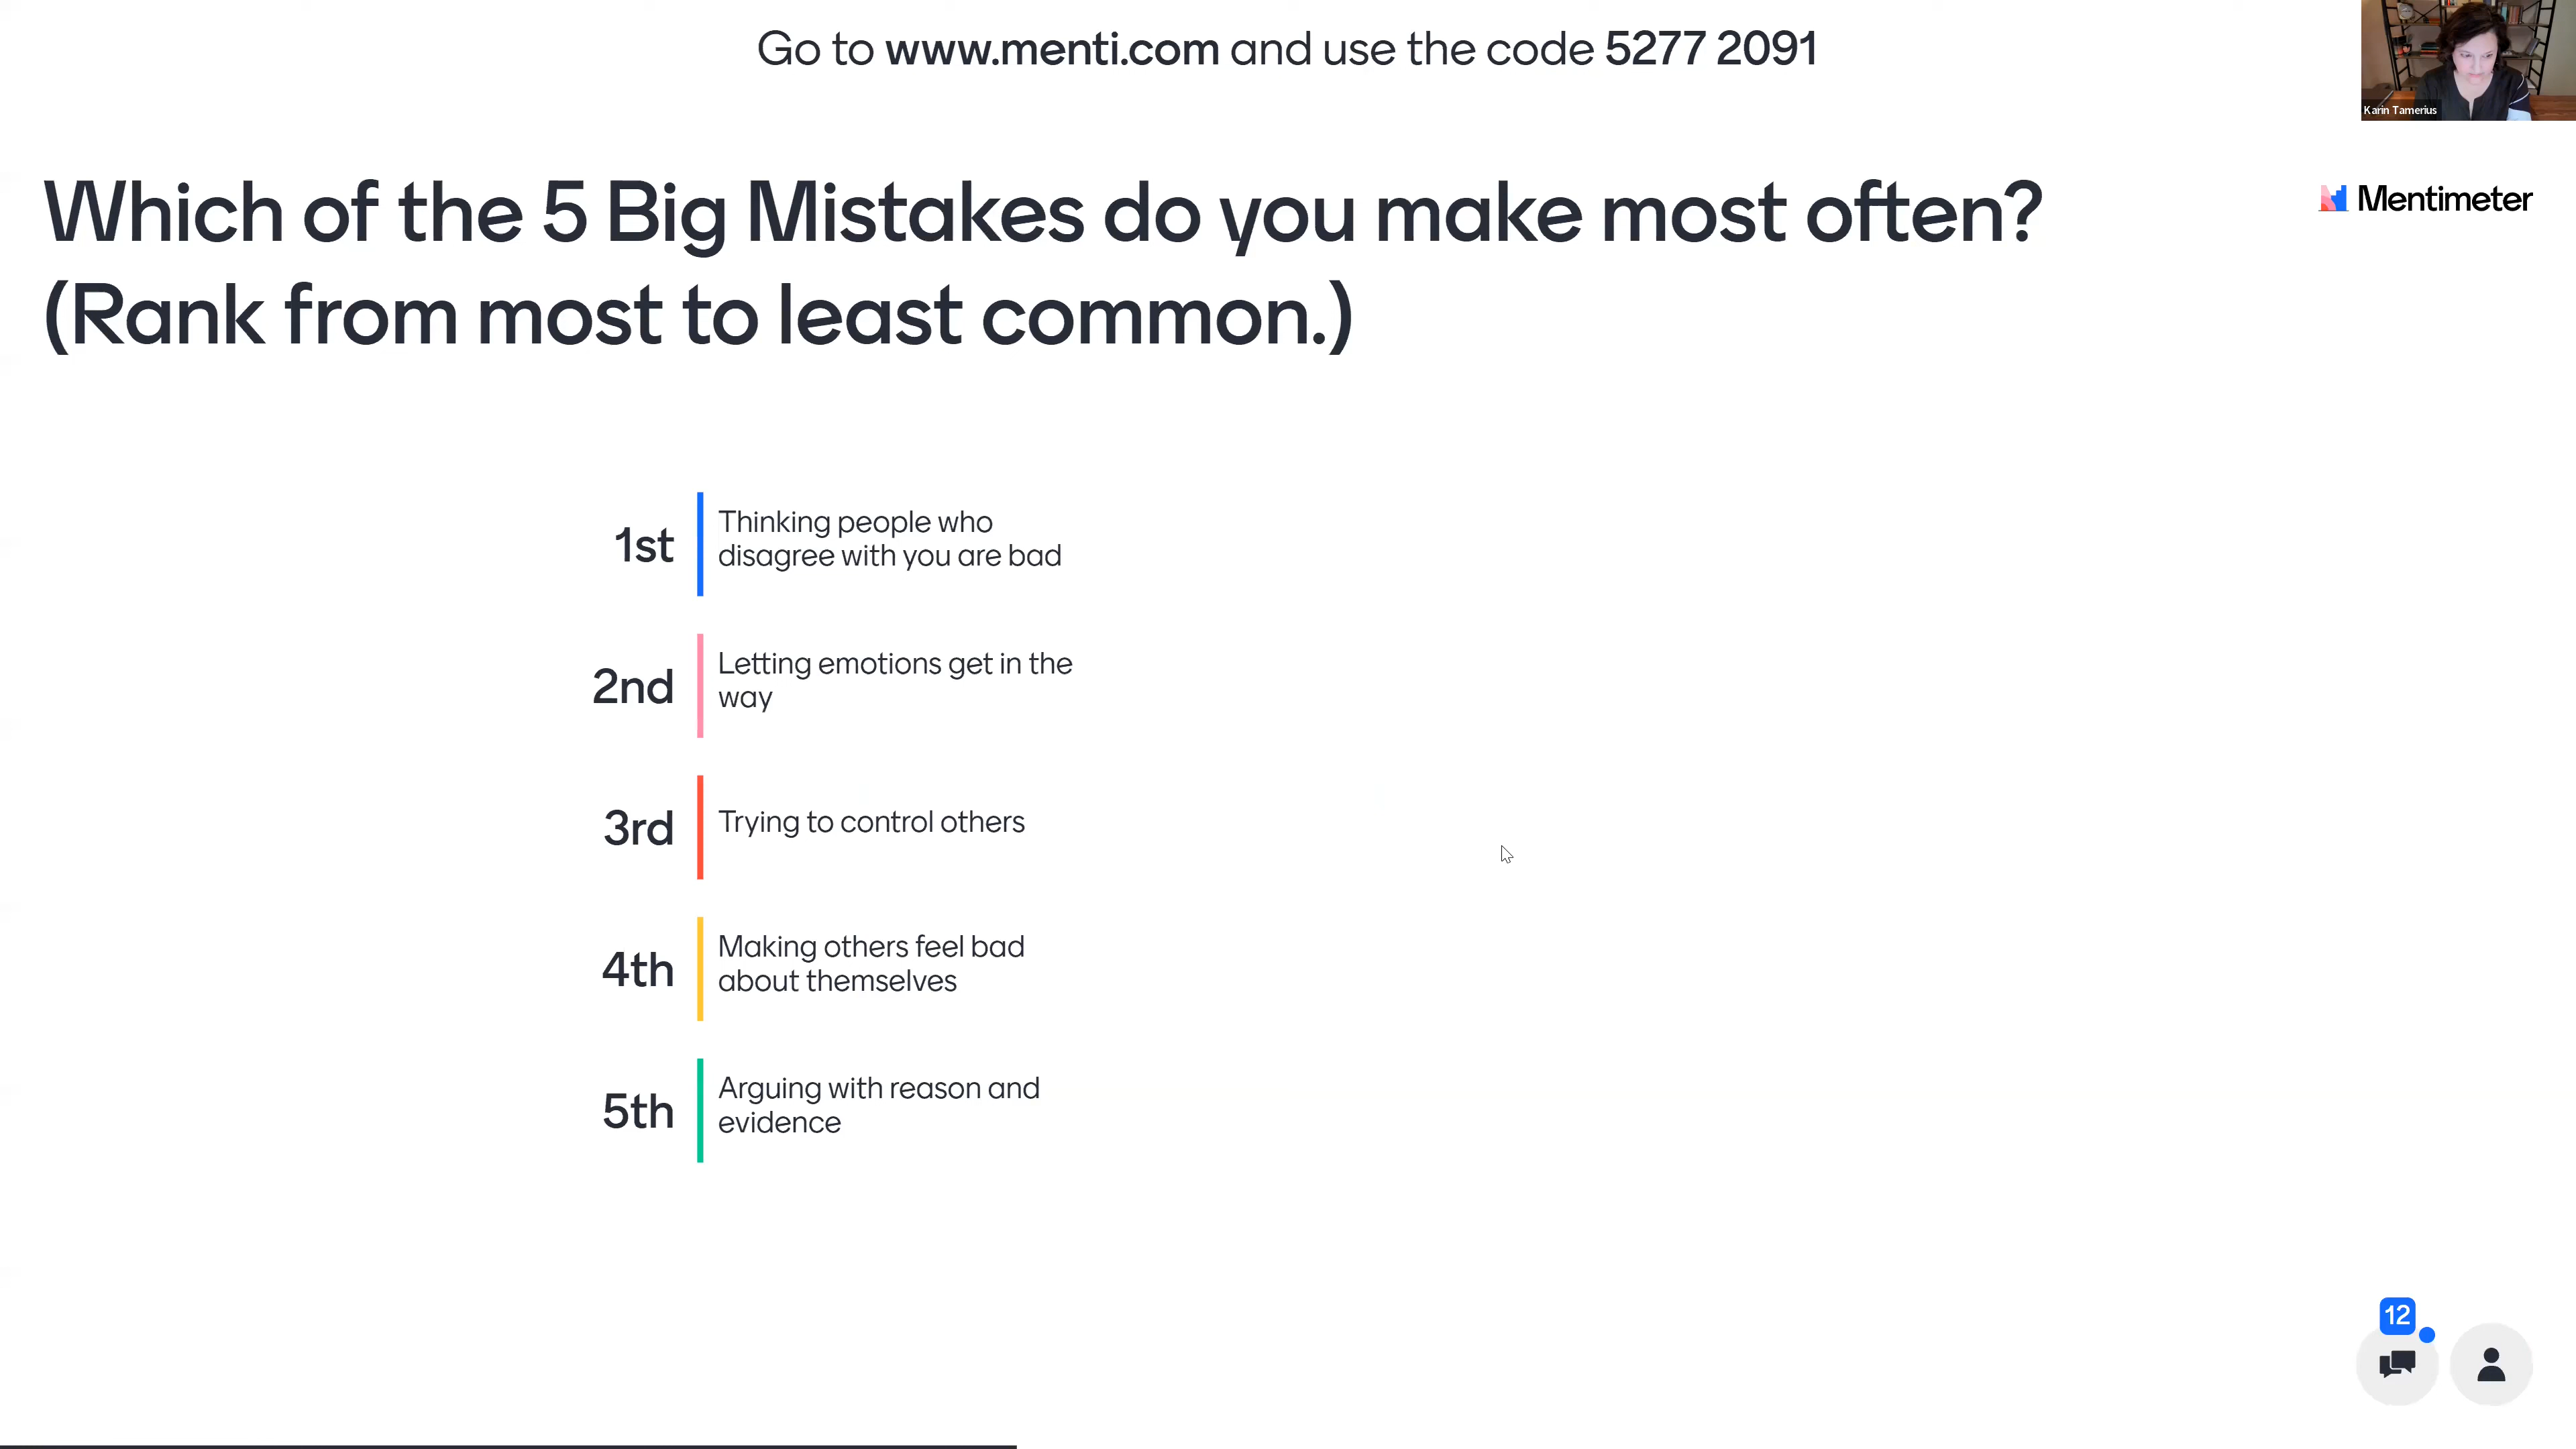 Go to www.menti.com and use the code 5277 2091
Karin Tamerius
Which of the 5 Big Mistakes do you make most often?
(Rank from most to least common.)
Mentimeter
1st
Thinking people who
disagree with you are bad
2nd
Letting emotions get in the
way
3rd
Trying to control others
4th
Making others feel bad
about themselves
5th
Arguing with reason and
evidence
12